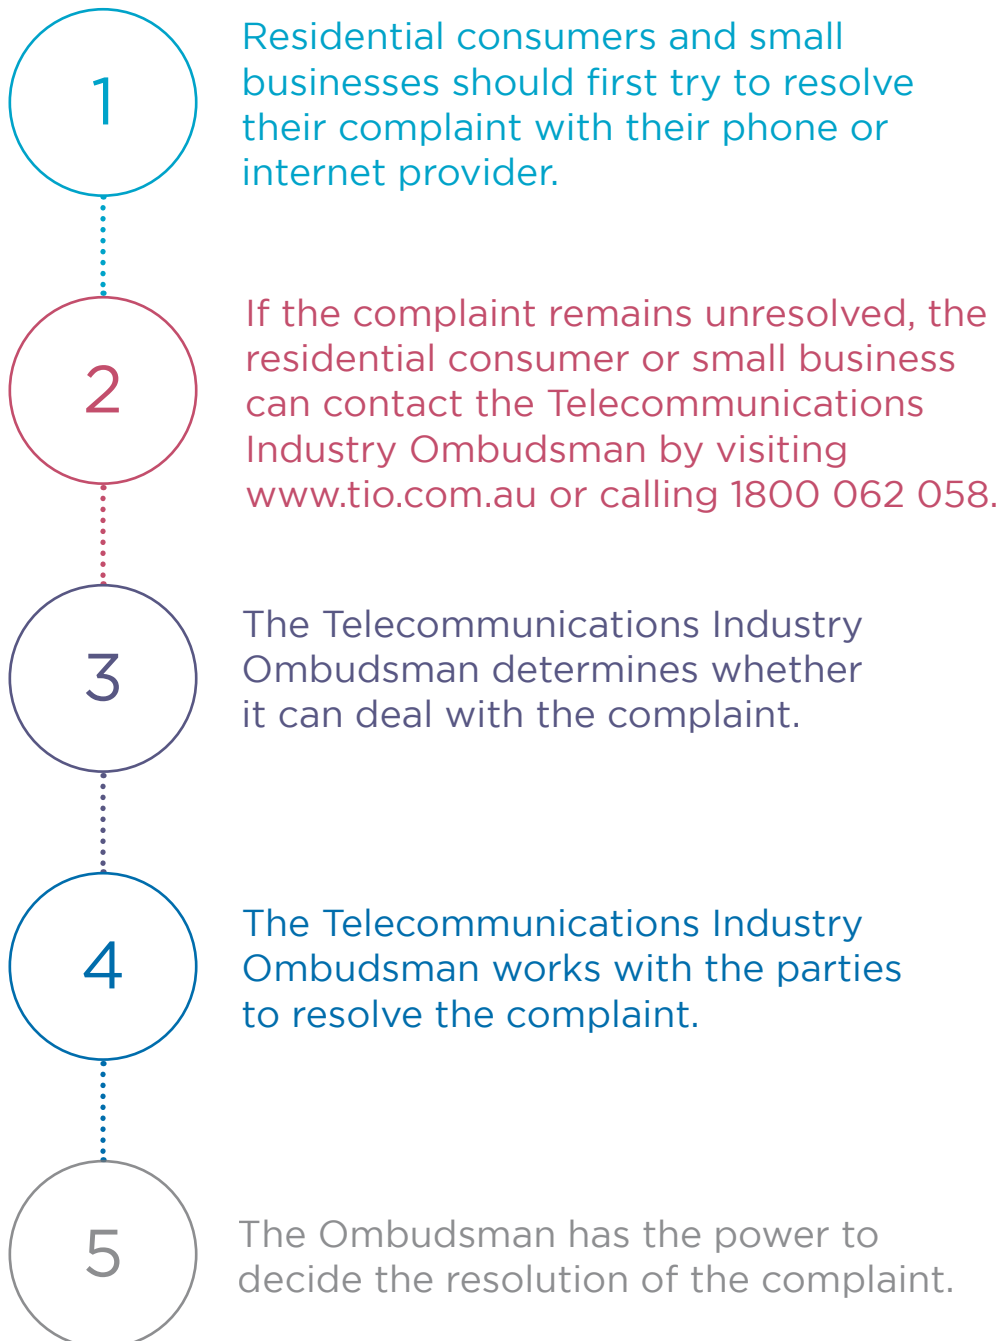 1
Residential consumers and small
businesses should first try to resolve
their complaint with their phone or
internet provider.
2
If the complaint remains unresolved, the
residential consumer or small business
can contact the Telecommunications
Industry Ombudsman by visiting
www.tio.com.au or calling 1800 062 058.
3
The Telecommunications Industry
Ombudsman determines whether
it can deal with the complaint.
4
The Telecommunications Industry
Ombudsman works with the parties
to resolve the complaint.
5
The Ombudsman has the power to
decide the resolution of the complaint.